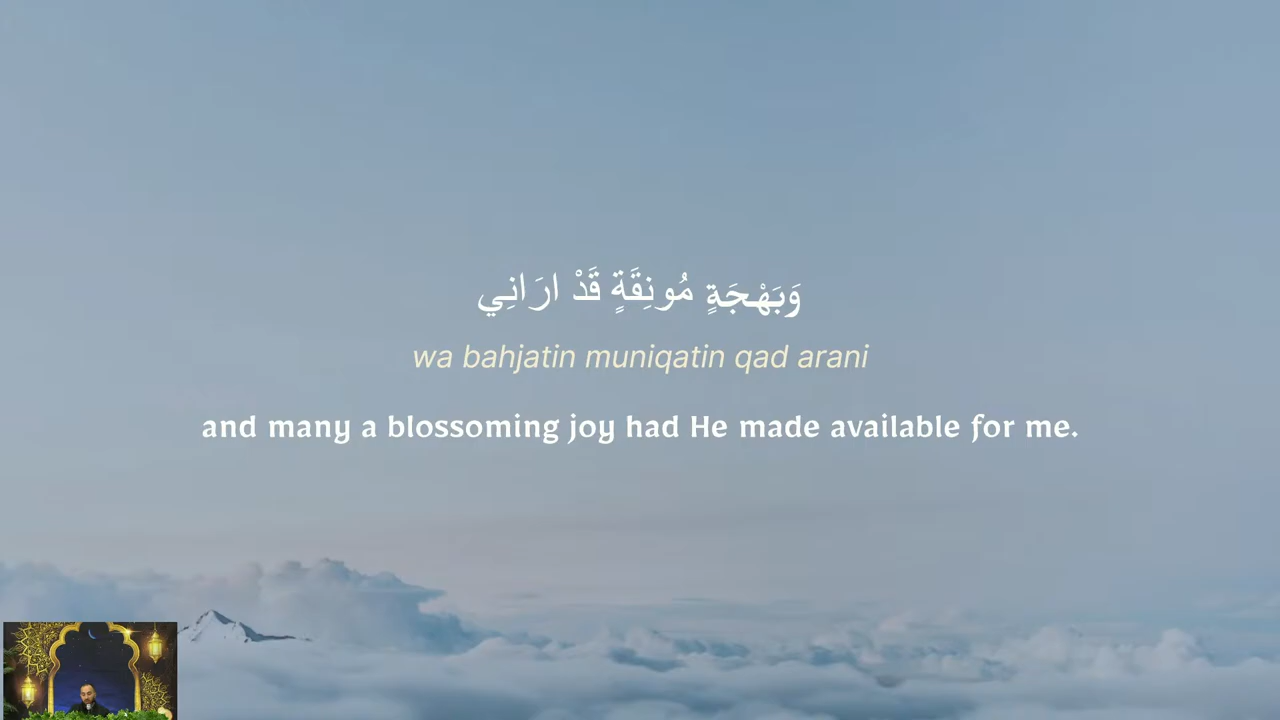 وَبَهْجَةٍ مُونِقَةٍ قَدْ ارَانِي
wa bahjatin muniqatin qad arani
and many a blossoming joy had He made available for me.